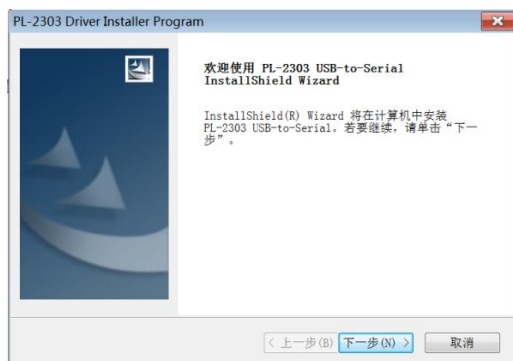 PL-2303 Driver Installer Program
欢迎使用 PL-2303 USB-to-Serial
InstallShield Wizard
InstallShield(R) Wizard 将在计算机中安装
PL-2303 USB-to-Serial。若要继续，请单击“下一
步”。
< 上一步(B) 下一步(N) > 取消